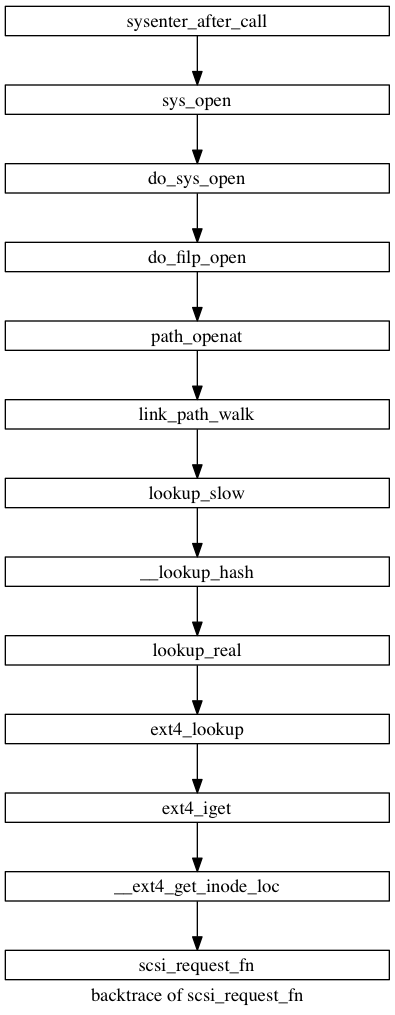 sysenter_after_call
sys_open
do_sys_open
do_filp_open
path_openat
link_path_walk
lookup_slow
__lookup_hash
lookup_real
ext4_lookup
ext4_iget
__ext4_get_inode_loc
scsi_request_fn
backtrace of scsi_request_fn